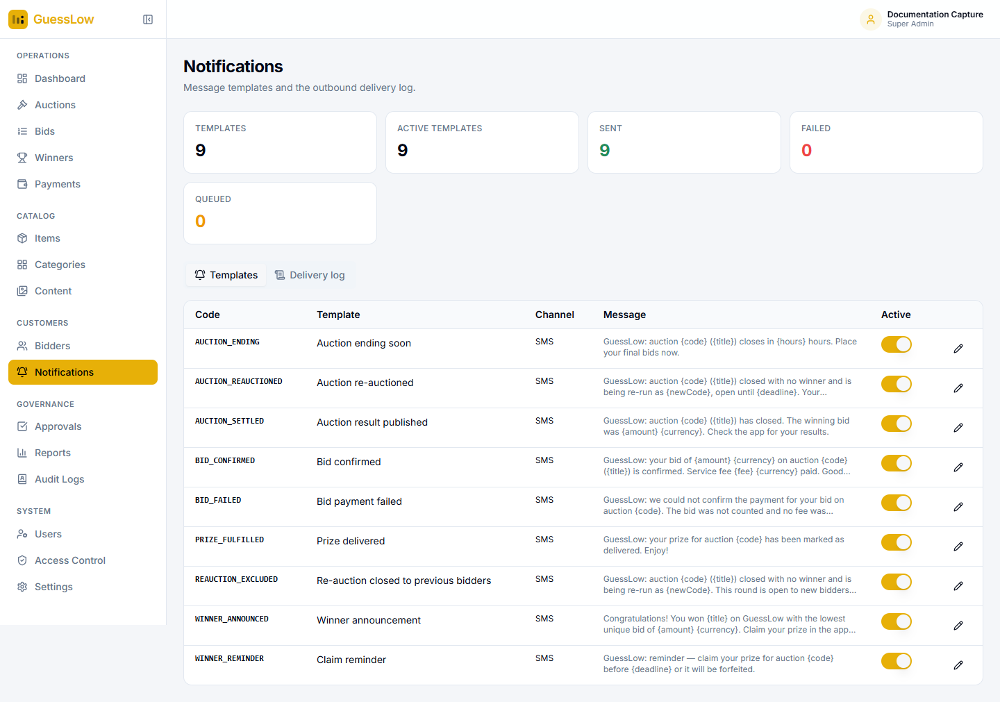 GuessLow
Documentation Capture
Super Admin
OPERATIONS
Dashboard
Auctions
Bids
Winners
Payments
CATALOG
Items
Categories
Content
CUSTOMERS
Bidders
Notifications
GOVERNANCE
Approvals
Reports
Audit Logs
SYSTEM
Users
Access Control
Settings
Notifications
Message templates and the outbound delivery log.
TEMPLATES
9
ACTIVE TEMPLATES
9
SENT
9
FAILED
0
QUEUED
0
Templates
Delivery log
Code Template Channel Message Active
AUCTION_ENDING Auction ending soon SMS GuessLow: auction {code} ({title}) closes in {hours} hours. Place
your final bids now.
AUCTION_REAUCTIONED Auction re-auctioned SMS GuessLow: auction {code} ({title}) closed with no winner and is
being re-run as {newCode}, open until {deadline}. Your...
AUCTION_SETTLED Auction result published SMS GuessLow: auction {code} ({title}) has closed. The winning bid
was {amount} {currency}. Check the app for your results.
BID_CONFIRMED Bid confirmed SMS GuessLow: your bid of {amount} {currency} on auction {code}
({title}) is confirmed. Service fee {fee} {currency} paid. Good...
BID_FAILED Bid payment failed SMS GuessLow: we could not confirm the payment for your bid on
auction {code}. The bid was not counted and no fee was...
PRIZE_FULFILLED Prize delivered SMS GuessLow: your prize for auction {code} has been marked as
delivered. Enjoy!
REAUCTION_EXCLUDED Re-auction closed to previous bidders SMS GuessLow: auction {code} ({title}) closed with no winner and is
being re-run as {newCode}. This round is open to new bidders...
WINNER_ANNOUNCED Winner announcement SMS Congratulations! You won {title} on GuessLow with the lowest
unique bid of {amount} {currency}. Claim your prize in the app...
WINNER_REMINDER Claim reminder SMS GuessLow: reminder — claim your prize for auction {code}
before {deadline} or it will be forfeited.